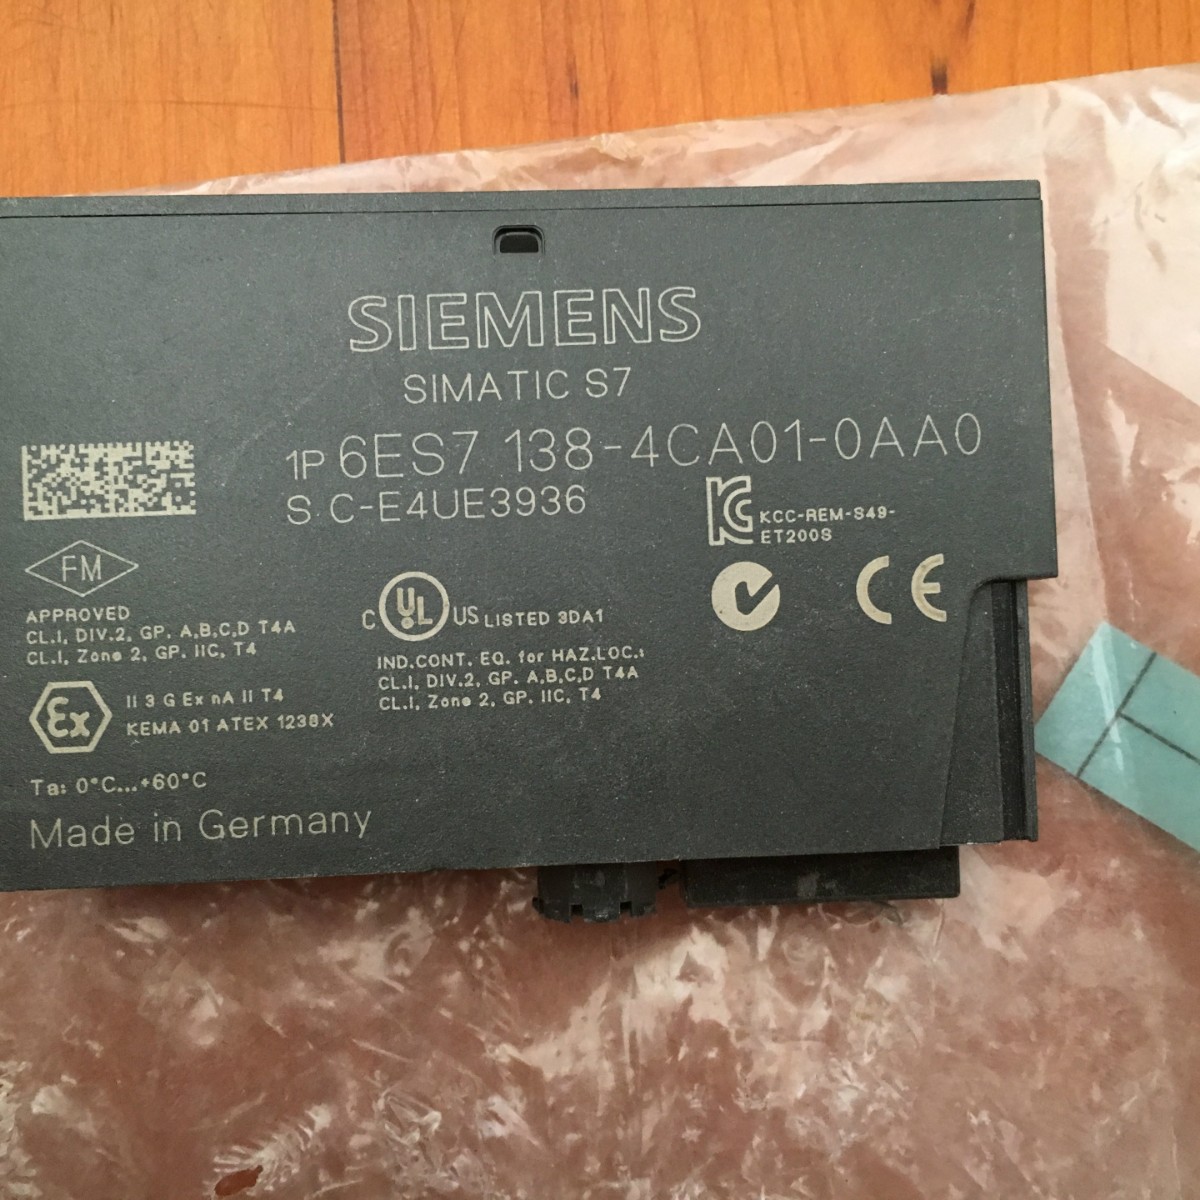 SIEMENS
SIMATIC S7
1P 6ES7 138-4CA01-0AA0
S C-E4UE3936
KCC-REM-S49-
ET200S
FM
APPROVED
CL.I, DIV.2, GP. A,B,C,D T4A
CL.I, Zone 2, GP. IIC, T4
C UL US LISTED 3DA1
IND.CONT. EQ. for HAZ.LOC.:
CL.I, DIV.2, GP. A,B,C,D T4A
CL.I, Zone 2, GP. IIC, T4
CE
Ex
II 3 G Ex nA II T4
KEMA 01 ATEX 1238X
Ta: 0°C...+60°C
Made in Germany